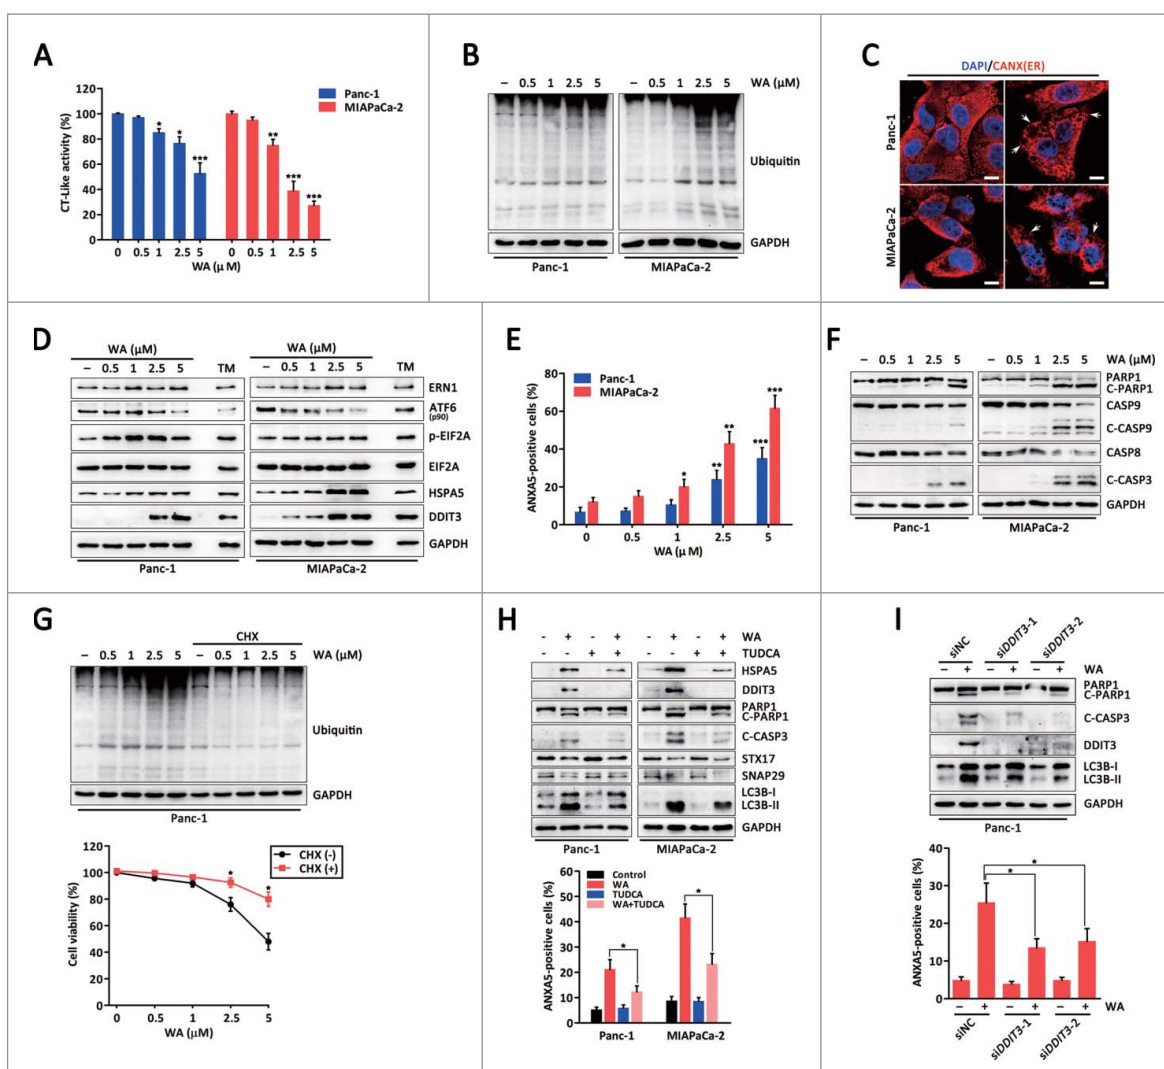 A
Panc-1
MIAPaCa-2
CT-Like activity (%)
120
100
80
60
40
20
0
* * *** ** *** ***
0 0.5 1 2.5 5 0 0.5 1 2.5 5
WA (μ M)
B
– 0.5 1 2.5 5 – 0.5 1 2.5 5 WA (μM)
Ubiquitin
GAPDH
Panc-1 MIAPaCa-2
C
DAPI/CANX(ER)
Panc-1
MIAPaCa-2
D
WA (μM) WA (μM)
– 0.5 1 2.5 5 TM – 0.5 1 2.5 5 TM
ERN1
ATF6
(p90)
p-EIF2A
EIF2A
HSPA5
DDIT3
GAPDH
Panc-1 MIAPaCa-2
E
Panc-1
MIAPaCa-2
ANXA5-positive cells (%)
80
60
40
20
0
* ** ** *** ***
0 0.5 1 2.5 5
WA (μ M)
F
– 0.5 1 2.5 5 – 0.5 1 2.5 5 WA (μM)
PARP1
C-PARP1
CASP9
C-CASP9
CASP8
C-CASP3
GAPDH
Panc-1 MIAPaCa-2
G
CHX
– 0.5 1 2.5 5 – 0.5 1 2.5 5 WA (μM)
Ubiquitin
GAPDH
Panc-1
CHX (-)
CHX (+)
Cell viability (%)
120
100
80
60
40
20
0
* *
0 0.5 1 2.5 5
WA (μM)
H
- + - + - + - + WA
- - + + - - + + TUDCA
HSPA5
DDIT3
PARP1
C-PARP1
C-CASP3
STX17
SNAP29
LC3B-I
LC3B-II
GAPDH
Panc-1 MIAPaCa-2
Control
WA
TUDCA
WA+TUDCA
ANXA5-positive cells (%)
60
50
40
30
20
10
0
* *
Panc-1 MIAPaCa-2
I
siNC siDDIT3-1 siDDIT3-2
WA – + – + – +
PARP1
C-PARP1
C-CASP3
DDIT3
LC3B-I
LC3B-II
GAPDH
Panc-1
ANXA5-positive cells (%)
40
30
20
10
0
* *
– + – + – + WA
siNC siDDIT3-1 siDDIT3-2